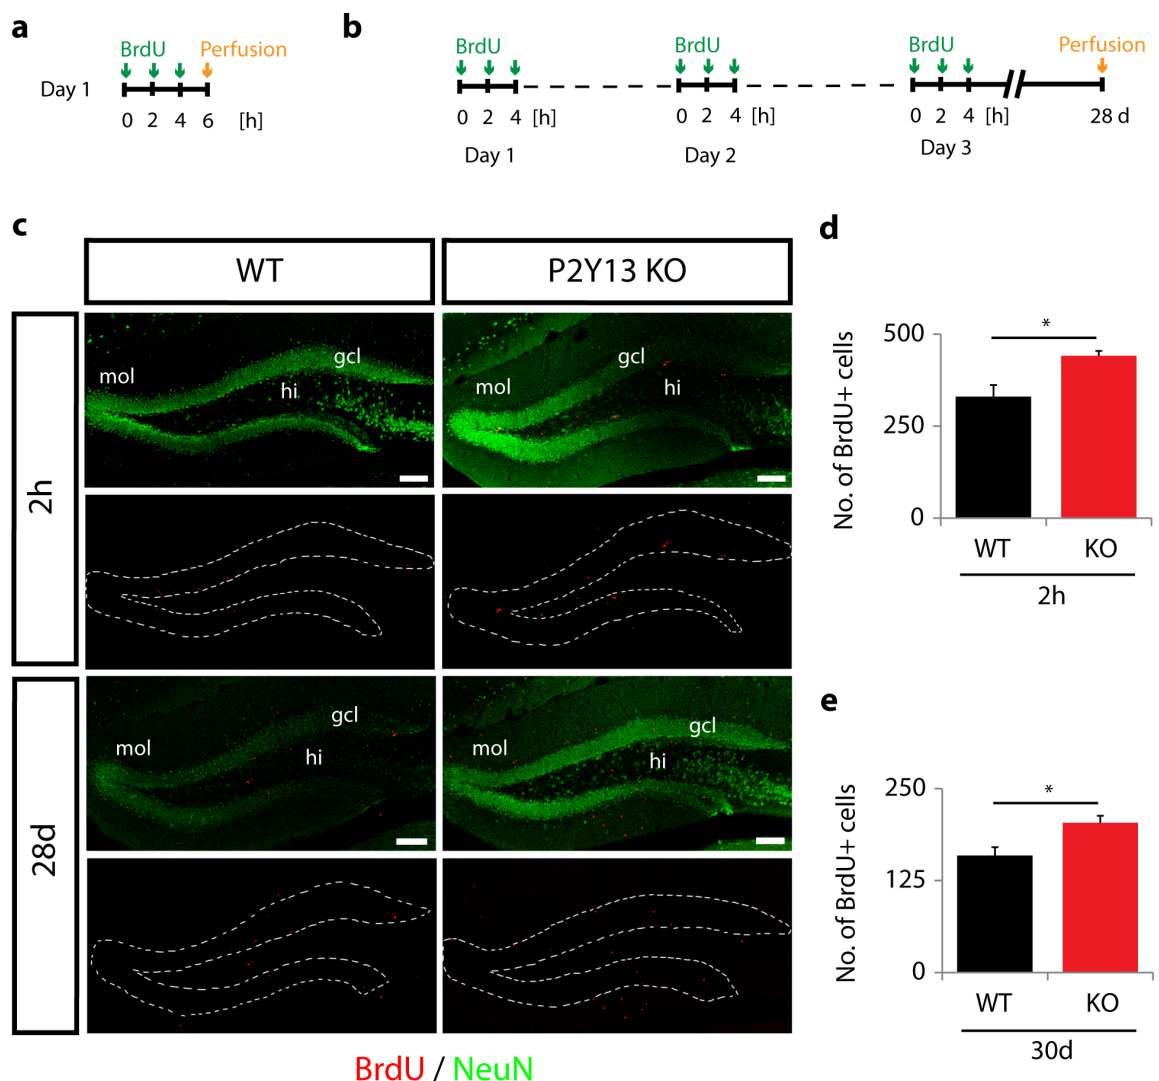 a
BrdU Perfusion
Day 1
0 2 4 6 [h]
b
BrdU BrdU BrdU Perfusion
0 2 4 [h] 0 2 4 [h] 0 2 4 [h] 28 d
Day 1 Day 2 Day 3
c
WT P2Y13 KO
2h
mol gcl hi
mol gcl hi
28d
mol gcl hi
mol gcl hi
BrdU / NeuN
d
No. of BrdU+ cells
500
250
0
*
WT KO
2h
e
No. of BrdU+ cells
250
125
0
*
WT KO
30d